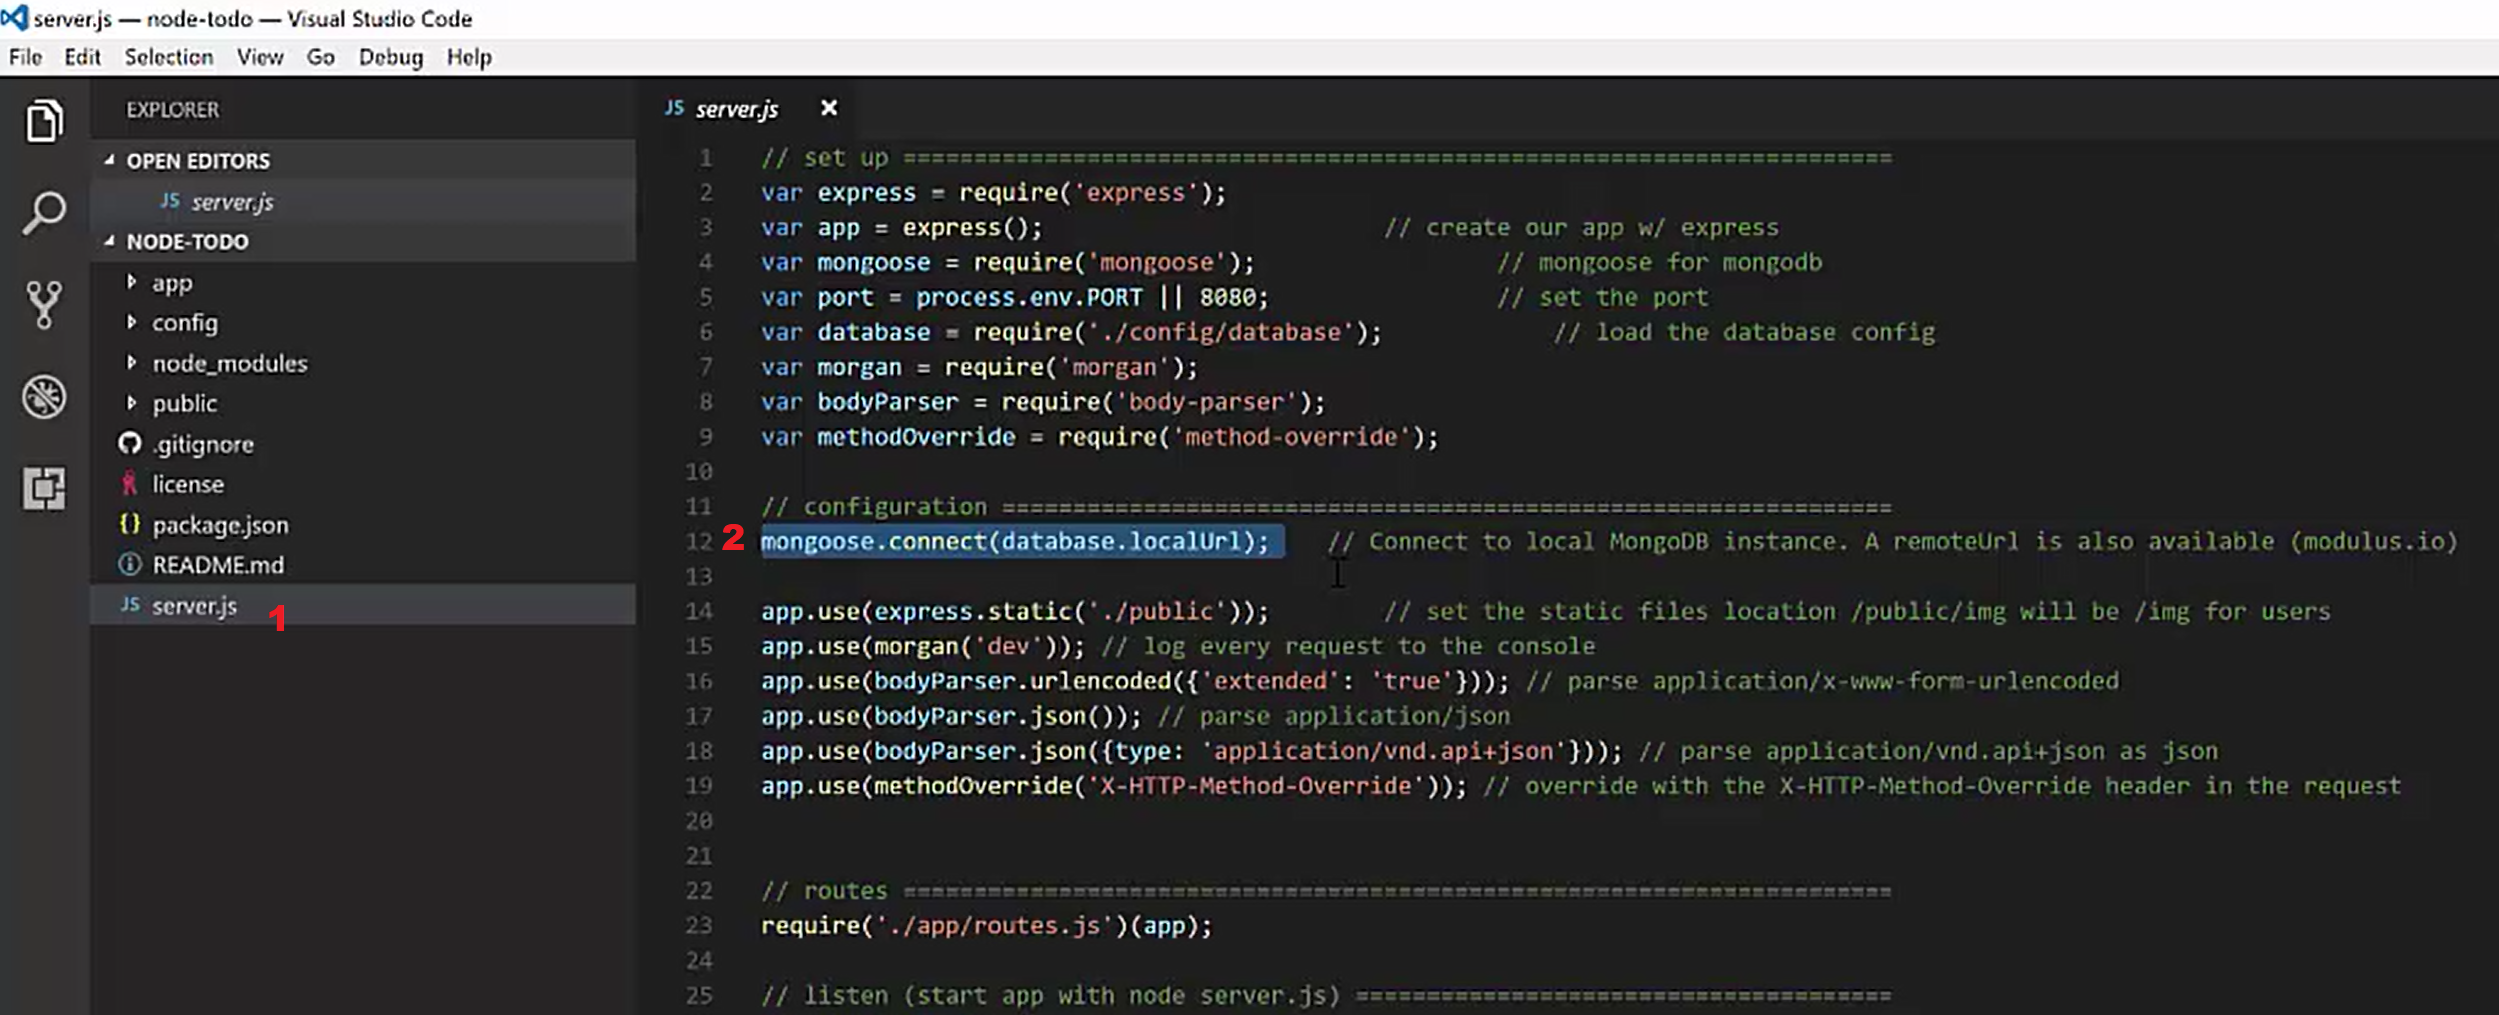 server.js — node-todo — Visual Studio Code
File Edit Selection View Go Debug Help
EXPLORER
OPEN EDITORS
JS server.js
NODE-TODO
app
config
node_modules
public
.gitignore
license
{} package.json
README.md
JS server.js 1
JS server.js ×
1 // set up ======================================================================
2 var express = require('express');
3 var app = express(); // create our app w/ express
4 var mongoose = require('mongoose'); // mongoose for mongodb
5 var port = process.env.PORT || 8080; // set the port
6 var database = require('./config/database'); // load the database config
7 var morgan = require('morgan');
8 var bodyParser = require('body-parser');
9 var methodOverride = require('method-override');
10
11 // configuration ===============================================================
12 2 mongoose.connect(database.localUrl); // Connect to local MongoDB instance. A remoteUrl is also available (modulus.io)
13
14 app.use(express.static('./public')); // set the static files location /public/img will be /img for users
15 app.use(morgan('dev')); // log every request to the console
16 app.use(bodyParser.urlencoded({'extended': 'true'})); // parse application/x-www-form-urlencoded
17 app.use(bodyParser.json()); // parse application/json
18 app.use(bodyParser.json({type: 'application/vnd.api+json'})); // parse application/vnd.api+json as json
19 app.use(methodOverride('X-HTTP-Method-Override')); // override with the X-HTTP-Method-Override header in the request
20
21
22 // routes ======================================================================
23 require('./app/routes.js')(app);
24
25 // listen (start app with node server.js) ======================================